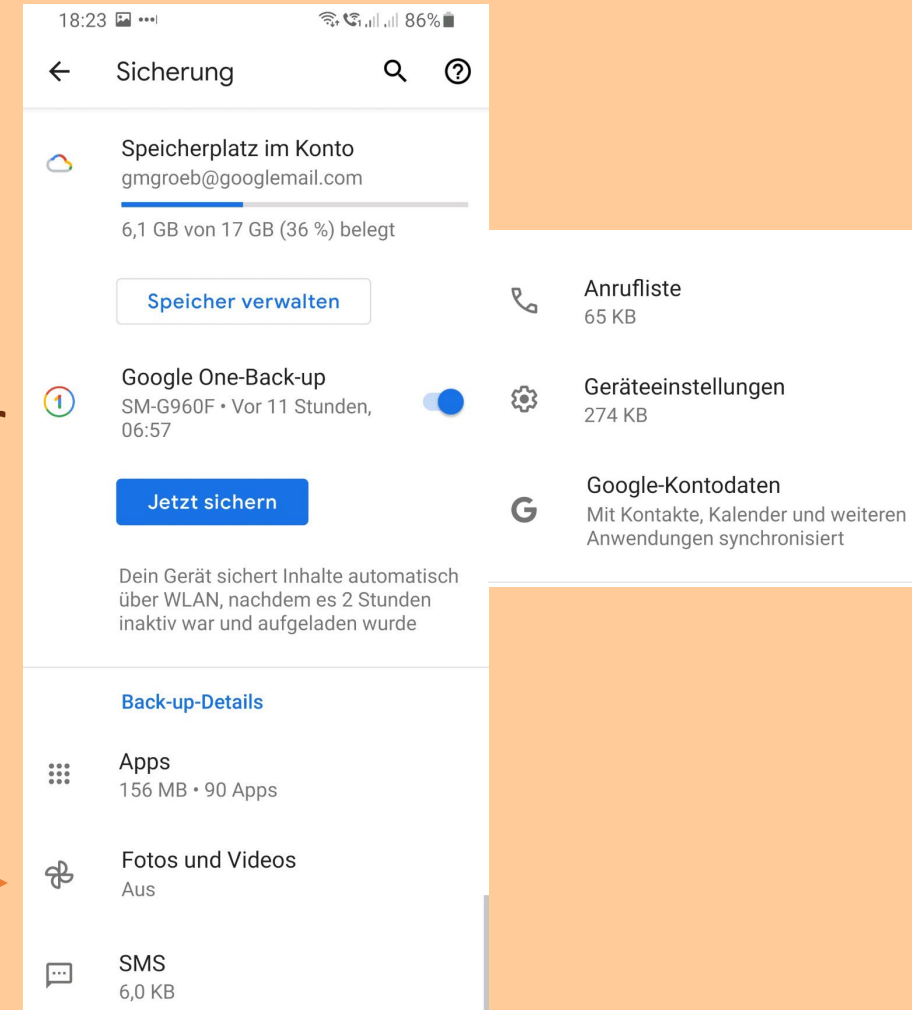 18:23
86%
Sicherung
Speicherplatz im Konto
gmgroeb@googlemail.com
6,1 GB von 17 GB (36 %) belegt
Speicher verwalten
Google One-Back-up
SM-G960F • Vor 11 Stunden,
06:57
Jetzt sichern
Dein Gerät sichert Inhalte automatisch
über WLAN, nachdem es 2 Stunden
inaktiv war und aufgeladen wurde
Back-up-Details
Apps
156 MB • 90 Apps
Fotos und Videos
Aus
SMS
6,0 KB
Anrufliste
65 KB
Geräteeinstellungen
274 KB
Google-Kontodaten
Mit Kontakte, Kalender und weiteren
Anwendungen synchronisiert